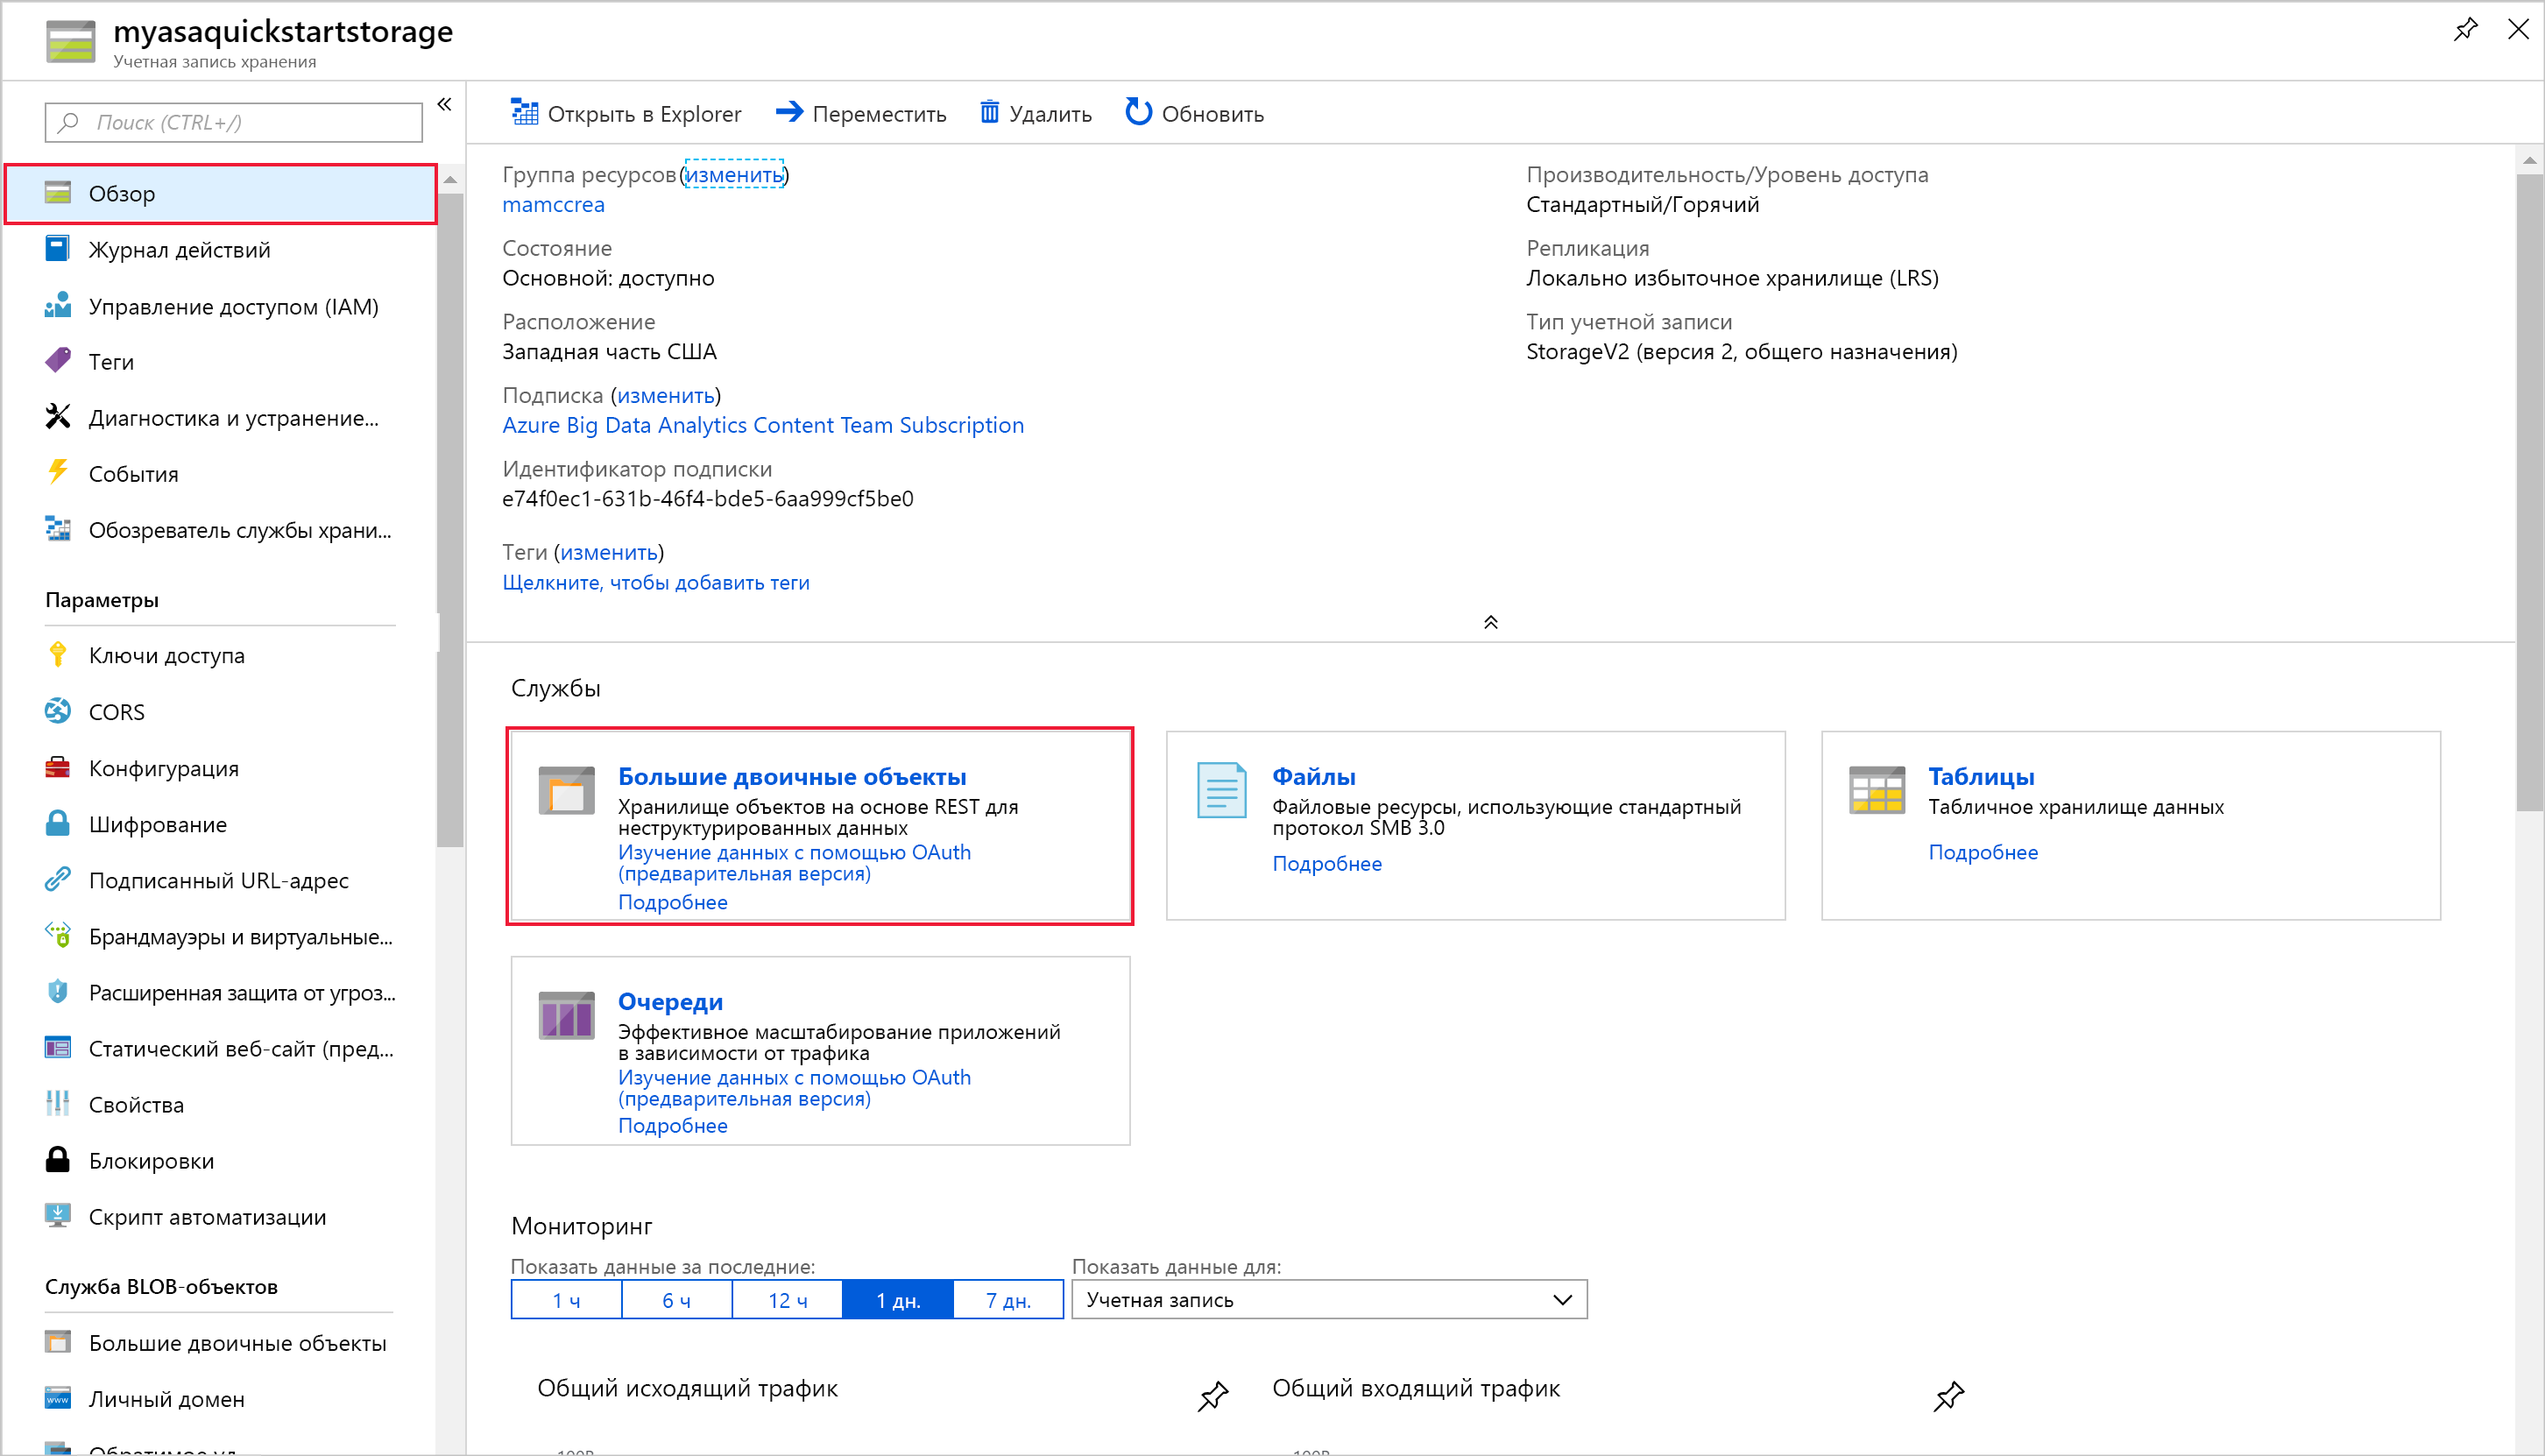 myasaquickstartstorage
Учетная запись хранения
Поиск (CTRL+/)
Обзор
Журнал действий
Управление доступом (IAM)
Теги
Диагностика и устранение...
События
Обозреватель службы храни...
Параметры
Ключи доступа
CORS
Конфигурация
Шифрование
Подписанный URL-адрес
Брандмауэры и виртуальные...
Расширенная защита от угроз...
Статический веб-сайт (пред...
Свойства
Блокировки
Скрипт автоматизации
Служба BLOB-объектов
Большие двоичные объекты
Личный домен
Открыть в Explorer Переместить Удалить Обновить
Группа ресурсов(изменить)
mamccrea
Состояние
Основной: доступно
Расположение
Западная часть США
Подписка (изменить)
Azure Big Data Analytics Content Team Subscription
Идентификатор подписки
e74f0ec1-631b-46f4-bde5-6aa999cf5be0
Теги (изменить)
Щелкните, чтобы добавить теги
Производительность/Уровень доступа
Стандартный/Горячий
Репликация
Локально избыточное хранилище (LRS)
Тип учетной записи
StorageV2 (версия 2, общего назначения)
Службы
Большие двоичные объекты
Хранилище объектов на основе REST для
неструктурированных данных
Изучение данных с помощью OAuth
(предварительная версия)
Подробнее
Файлы
Файловые ресурсы, использующие стандартный
протокол SMB 3.0
Подробнее
Таблицы
Табличное хранилище данных
Подробнее
Очереди
Эффективное масштабирование приложений
в зависимости от трафика
Изучение данных с помощью OAuth
(предварительная версия)
Подробнее
Мониторинг
Показать данные за последние:
1 ч 6 ч 12 ч 1 дн. 7 дн.
Показать данные для:
Учетная запись
Общий исходящий трафик
Общий входящий трафик